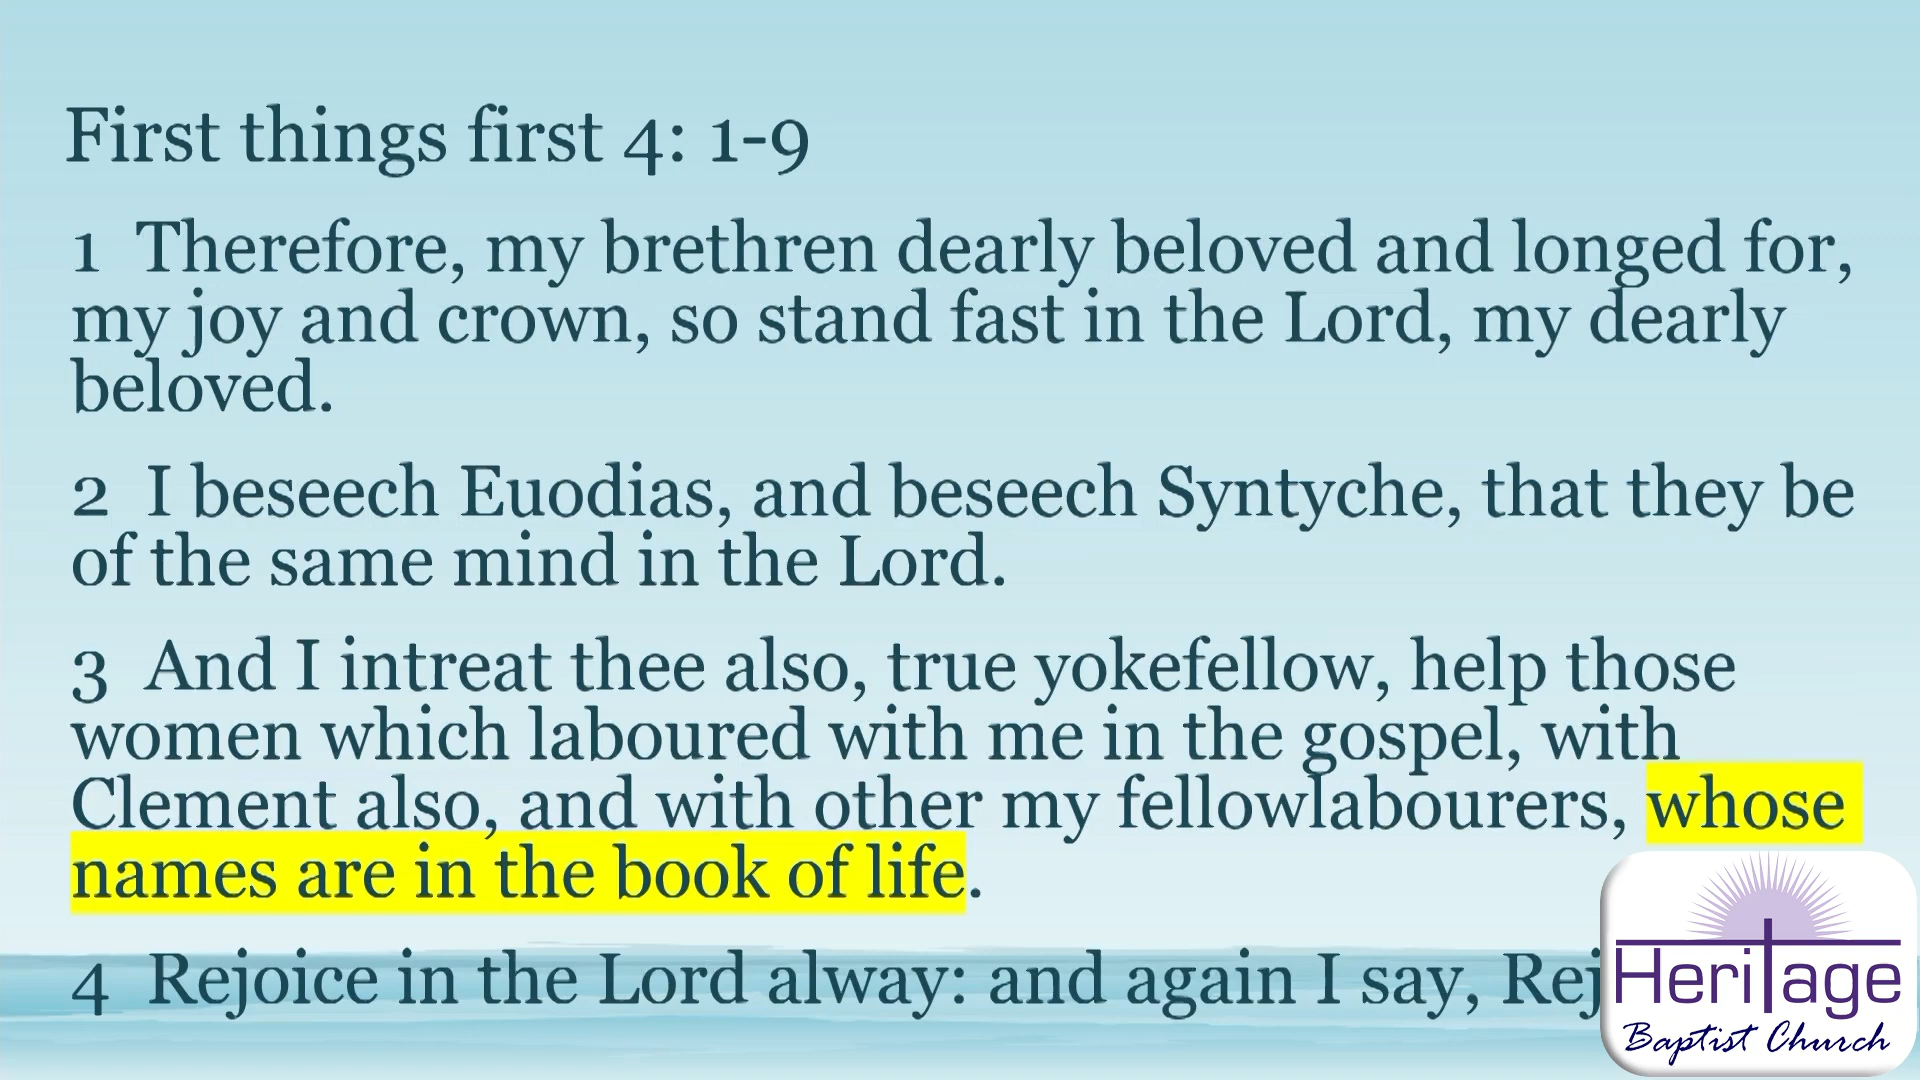 First things first 4: 1-9
1 Therefore, my brethren dearly beloved and longed for,
my joy and crown, so stand fast in the Lord, my dearly
beloved.
2 I beseech Euodias, and beseech Syntyche, that they be
of the same mind in the Lord.
3 And I intreat thee also, true yokefellow, help those
women which laboured with me in the gospel, with
Clement also, and with other my fellowlabourers, whose
names are in the book of life.
4 Rejoice in the Lord alway: and again I say,
Heritage
Baptist Church